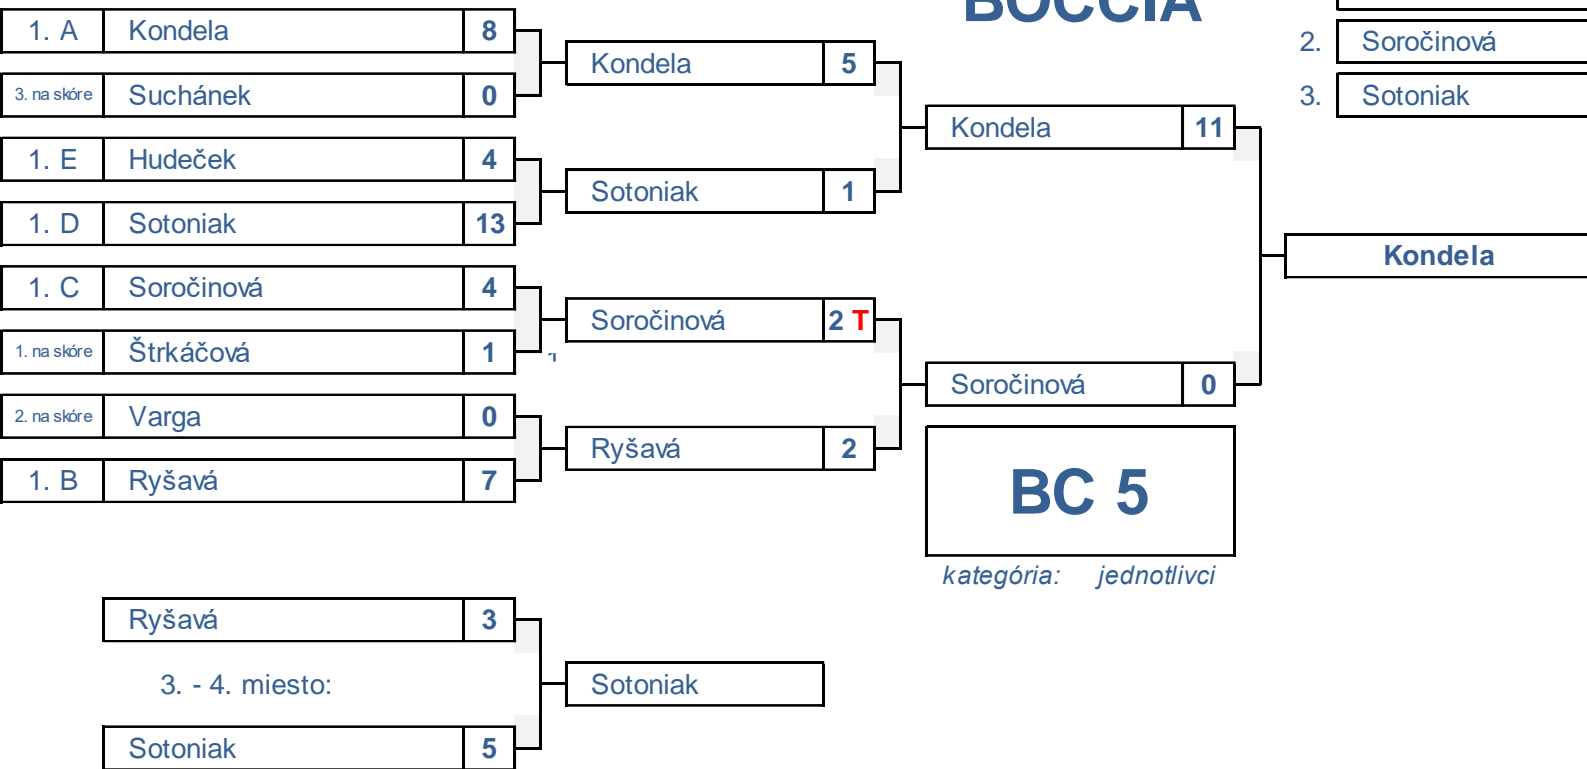 BOCCIA
1. A Kondela 8
2. Soročinová
Kondela 5
3. na skóre Suchánek 0
3. Sotoniak
Kondela 11
1. E Hudeček 4
Sotoniak 1
1. D Sotoniak 13
Kondela
1. C Soročinová 4
Soročinová 2 T
1. na skóre Štrkáčová 1
Soročinová 0
2. na skóre Varga 0
Ryšavá 2
1. B Ryšavá 7
BC 5
kategória: jednotlivci
Ryšavá 3
3. - 4. miesto:
Sotoniak
Sotoniak 5